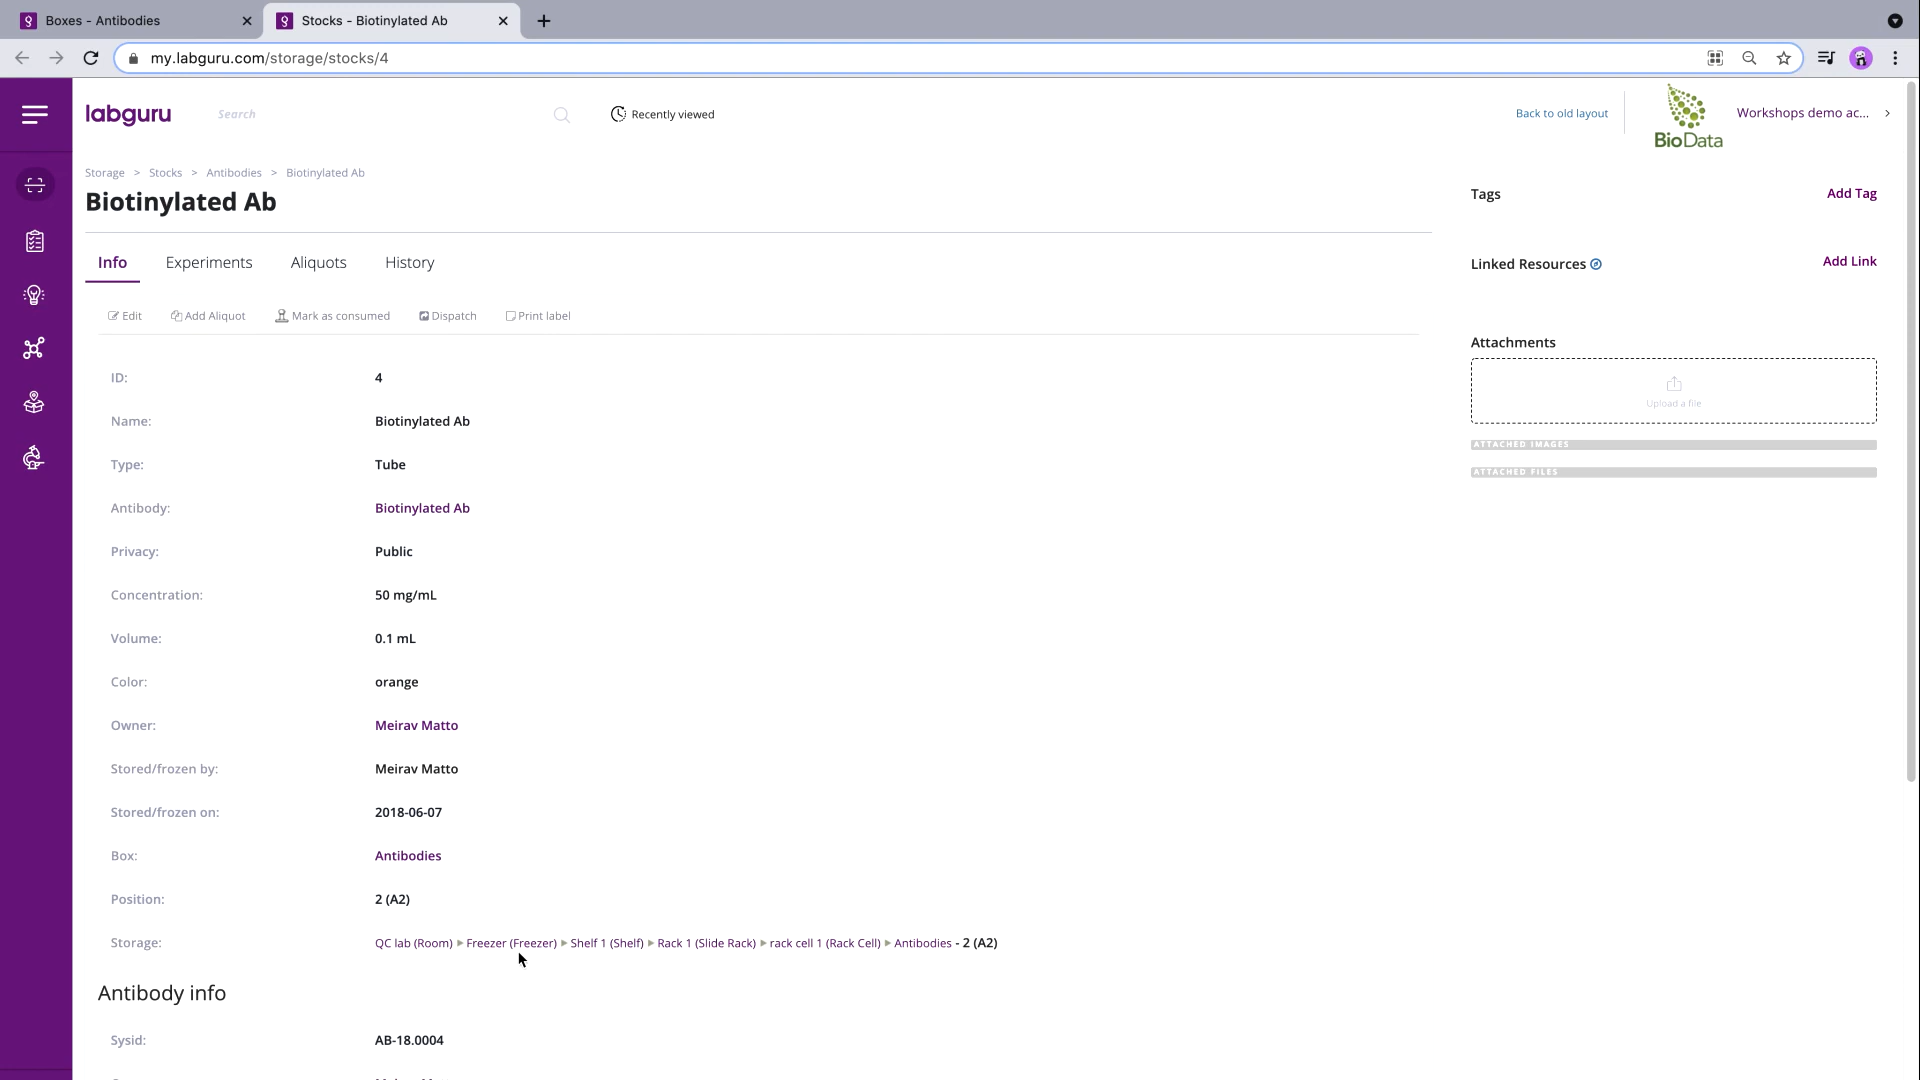 Boxes - Antibodies
Stocks - Biotinylated Ab
my.labguru.com/storage/stocks/4
labguru
Search
Recently viewed
Back to old layout
BioData
Workshops demo ac...
Storage > Stocks > Antibodies > Biotinylated Ab
Biotinylated Ab
Info Experiments Aliquots History
Edit Add Aliquot Mark as consumed Dispatch Print label
ID: 4
Name: Biotinylated Ab
Type: Tube
Antibody: Biotinylated Ab
Privacy: Public
Concentration: 50 mg/mL
Volume: 0.1 mL
Color: orange
Owner: Meirav Matto
Stored/frozen by: Meirav Matto
Stored/frozen on: 2018-06-07
Box: Antibodies
Position: 2 (A2)
Storage: QC lab (Room) ▸ Freezer (Freezer) ▸ Shelf 1 (Shelf) ▸ Rack 1 (Slide Rack) ▸ rack cell 1 (Rack Cell) ▸ Antibodies - 2 (A2)
Antibody info
Sysid: AB-18.0004
Tags Add Tag
Linked Resources Add Link
Attachments
Upload a file
ATTACHED IMAGES
ATTACHED FILES